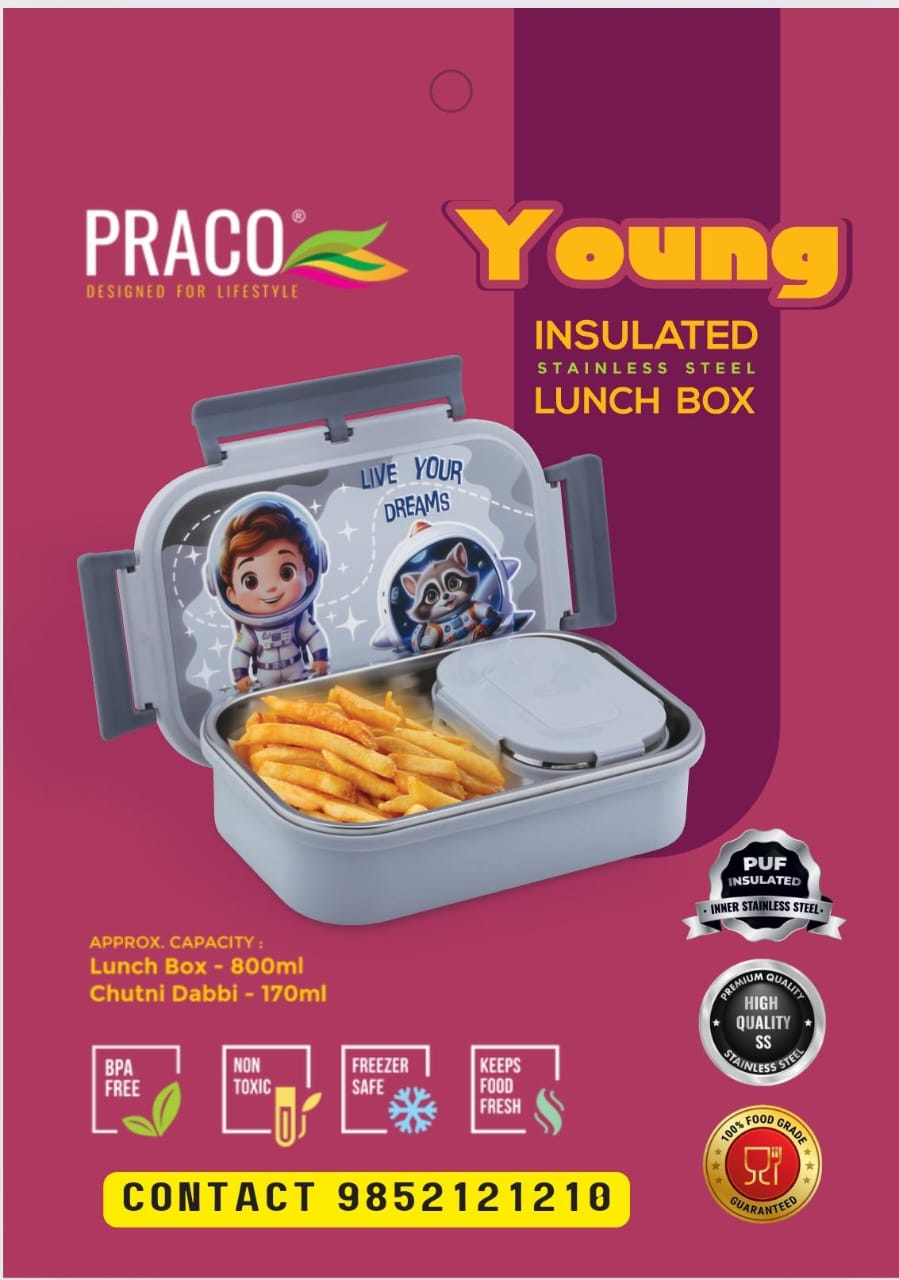 PRACO®
DESIGNED FOR LIFESTYLE
Young
INSULATED
STAINLESS STEEL
LUNCH BOX
LIVE YOUR
DREAMS
PUF
INSULATED
INNER STAINLESS STEEL
APPROX. CAPACITY :
Lunch Box - 800ml
Chutni Dabbi - 170ml
PREMIUM QUALITY
HIGH
QUALITY
SS
STAINLESS STEEL
BPA
FREE
NON
TOXIC
FREEZER
SAFE
KEEPS
FOOD
FRESH
100% FOOD GRADE
GUARANTEED
CONTACT 9852121210